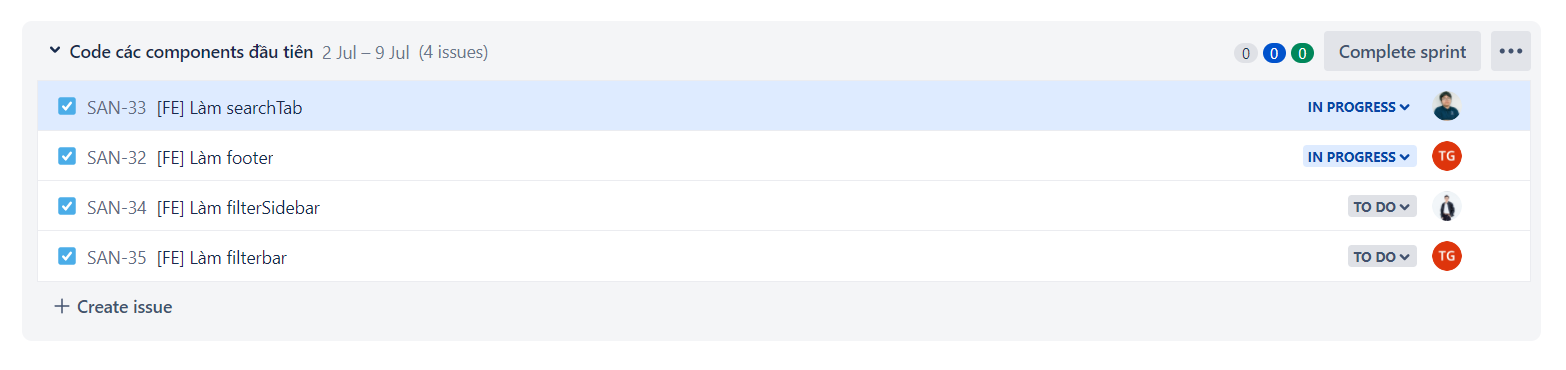 Code các components đầu tiên 2 Jul – 9 Jul (4 issues) 0 0 0 Complete sprint
SAN-33 [FE] Làm searchTab IN PROGRESS
SAN-32 [FE] Làm footer IN PROGRESS TG
SAN-34 [FE] Làm filterSidebar TO DO
SAN-35 [FE] Làm filterbar TO DO TG
+ Create issue